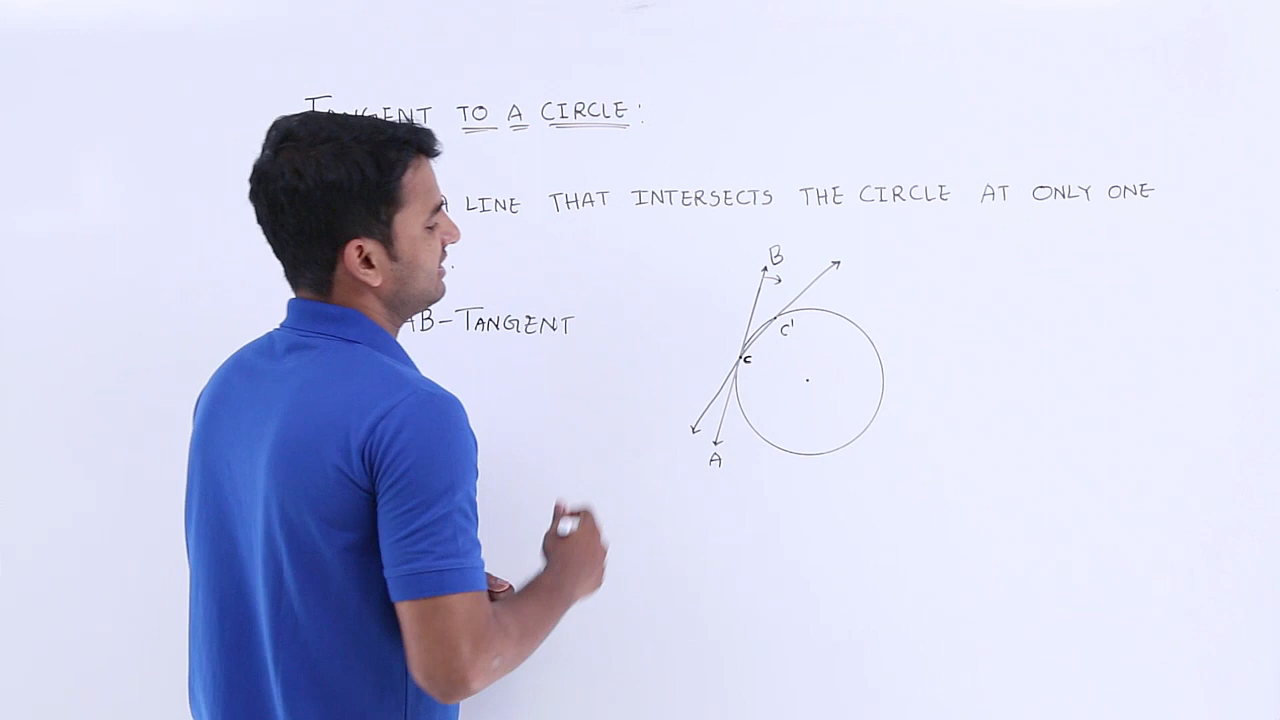 TANGENT TO A CIRCLE:
A LINE THAT INTERSECTS THE CIRCLE AT ONLY ONE
AB-TANGENT
B
C'
C
A